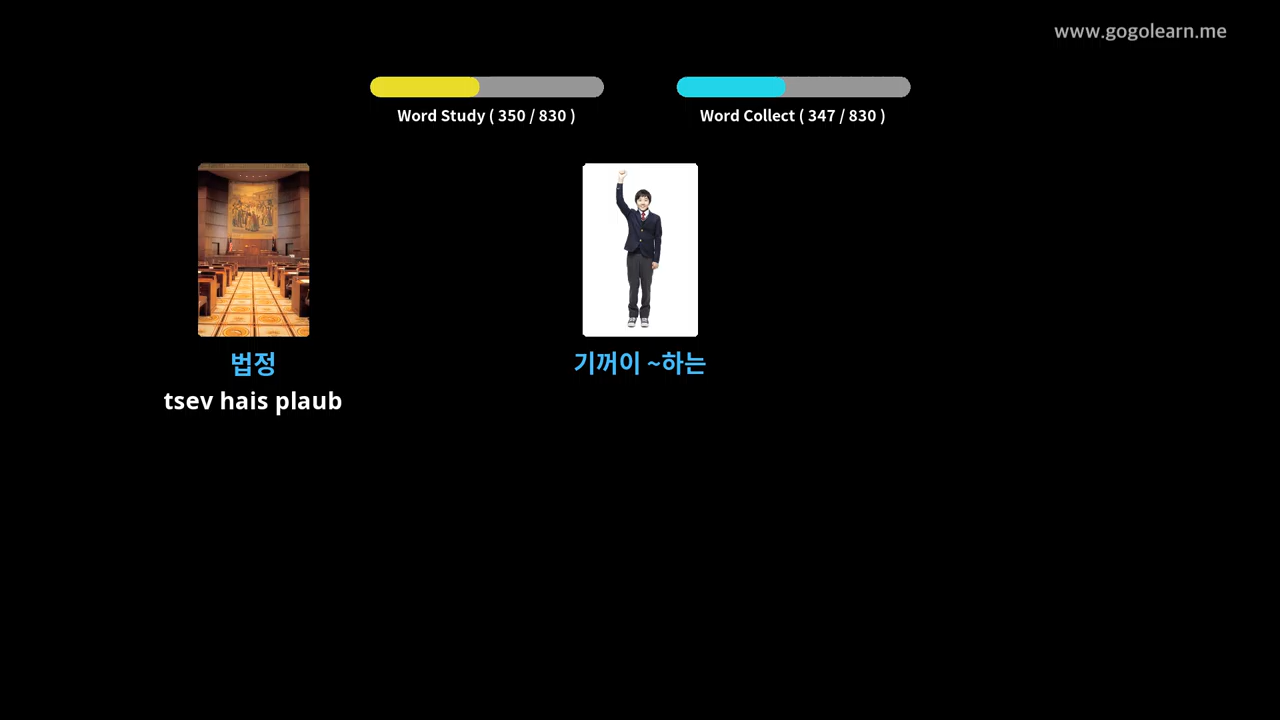 www.gogolearn.me
Word Study ( 350 / 830 )
Word Collect ( 347 / 830 )
법정
tsev hais plaub
기꺼이 ~하는